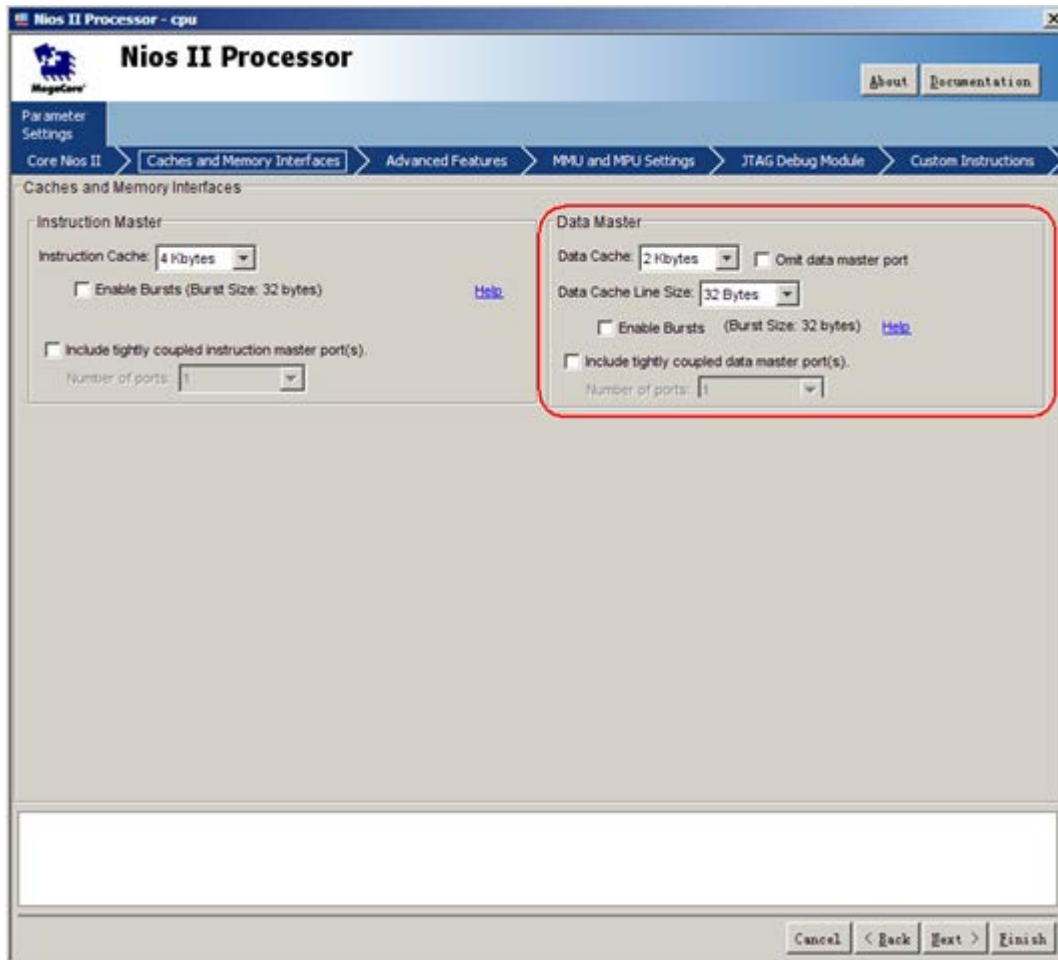 Nios II Processor - cpu
Nios II Processor
MegaCore®
About Documentation
Parameter
Settings
Core Nios II Caches and Memory Interfaces Advanced Features MMU and MPU Settings JTAG Debug Module Custom Instructions
Caches and Memory Interfaces
Instruction Master
Instruction Cache: 4 Kbytes
Enable Bursts (Burst Size: 32 bytes) Help
Include tightly coupled instruction master port(s).
Number of ports: 1
Data Master
Data Cache: 2 Kbytes Omit data master port
Data Cache Line Size: 32 Bytes
Enable Bursts (Burst Size: 32 bytes) Help
Include tightly coupled data master port(s).
Number of ports: 1
Cancel < Back Next > Finish